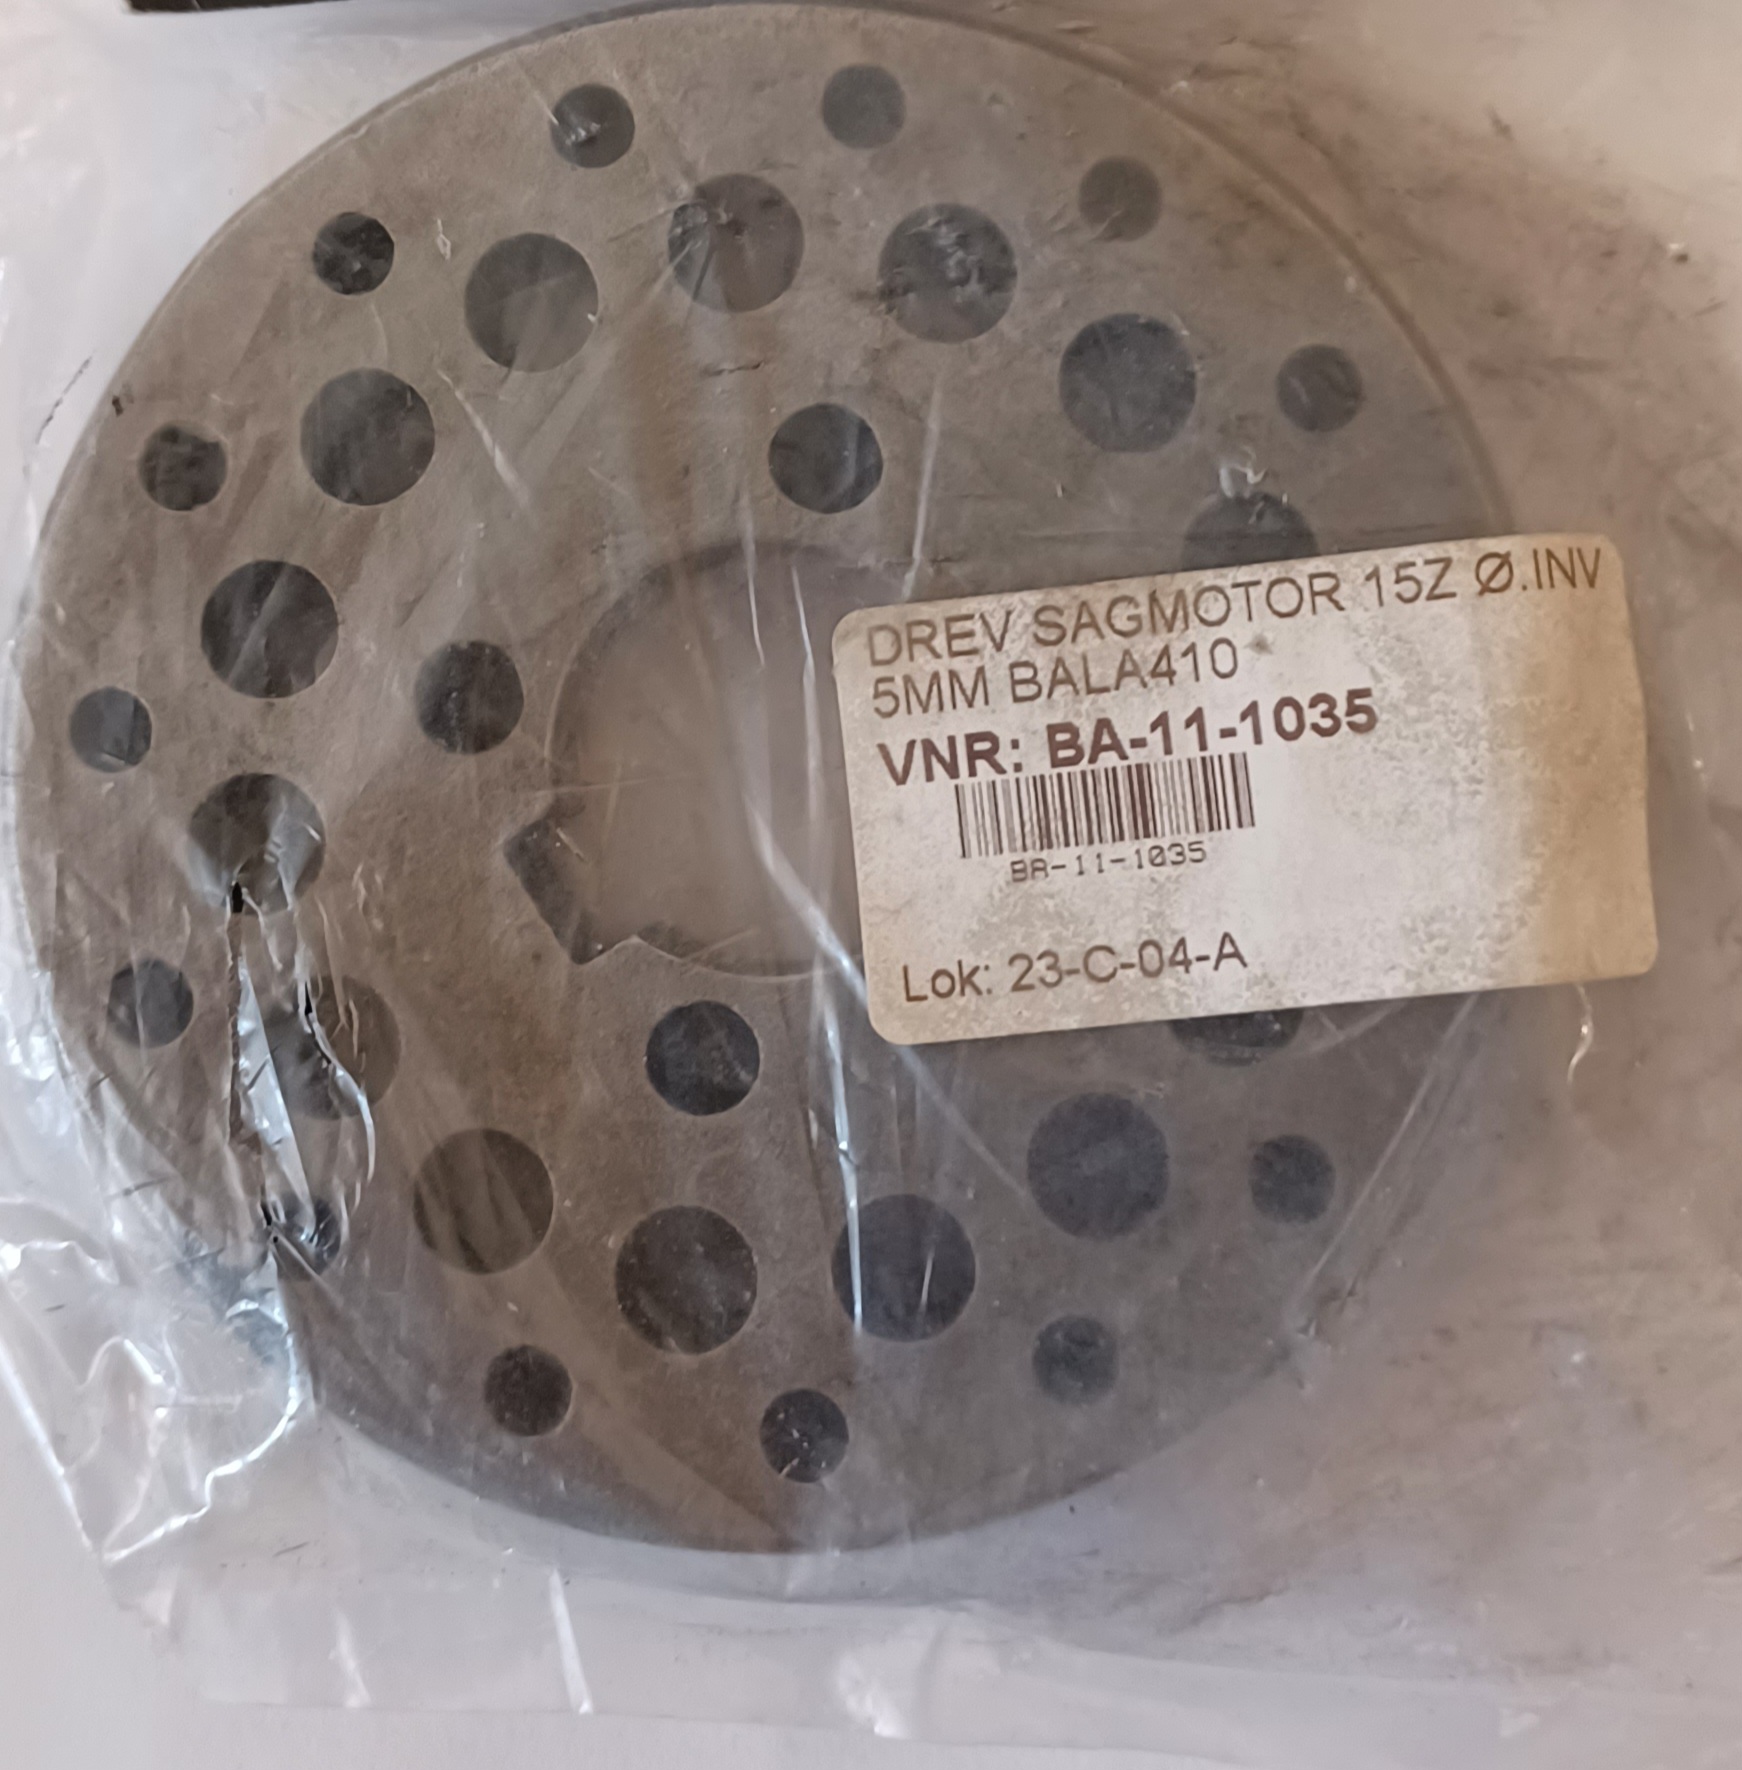 DREV SAGMOTOR 15Z Ø.INV
5MM BALA410
VNR: BA-11-1035
BA-11-1035
Lok: 23-C-04-A